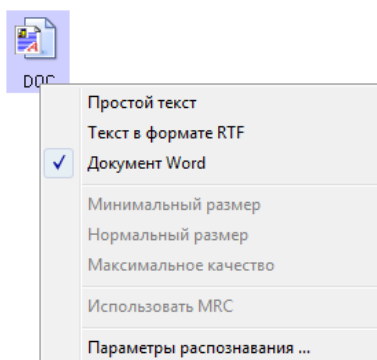 DOC
Простой текст
Текст в формате RTF
Документ Word
Минимальный размер
Нормальный размер
Максимальное качество
Использовать MRC
Параметры распознавания ...